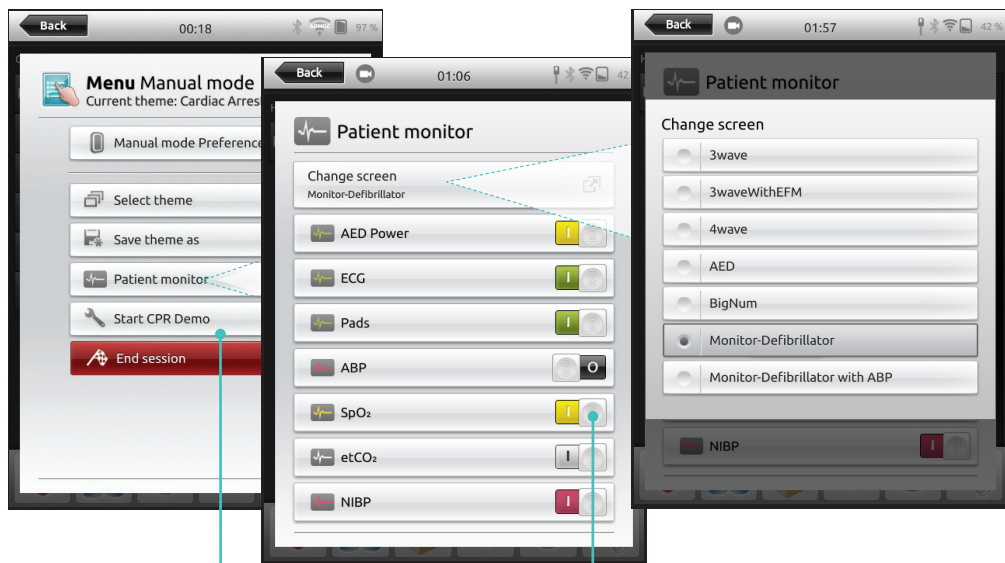 Back
00:18
97 %
Menu Manual mode
Current theme: Cardiac Arres
Manual mode Preference
Select theme
Save theme as
Patient monitor
Start CPR Demo
End session
Back
01:06
42
Patient monitor
Change screen
Monitor-Defibrillator
AED Power
I
ECG
I
Pads
I
ABP
O
SpO₂
I
etCO₂
I
NIBP
I
Back
01:57
42 %
Patient monitor
Change screen
3wave
3waveWithEFM
4wave
AED
BigNum
Monitor-Defibrillator
Monitor-Defibrillator with ABP
NIBP
I